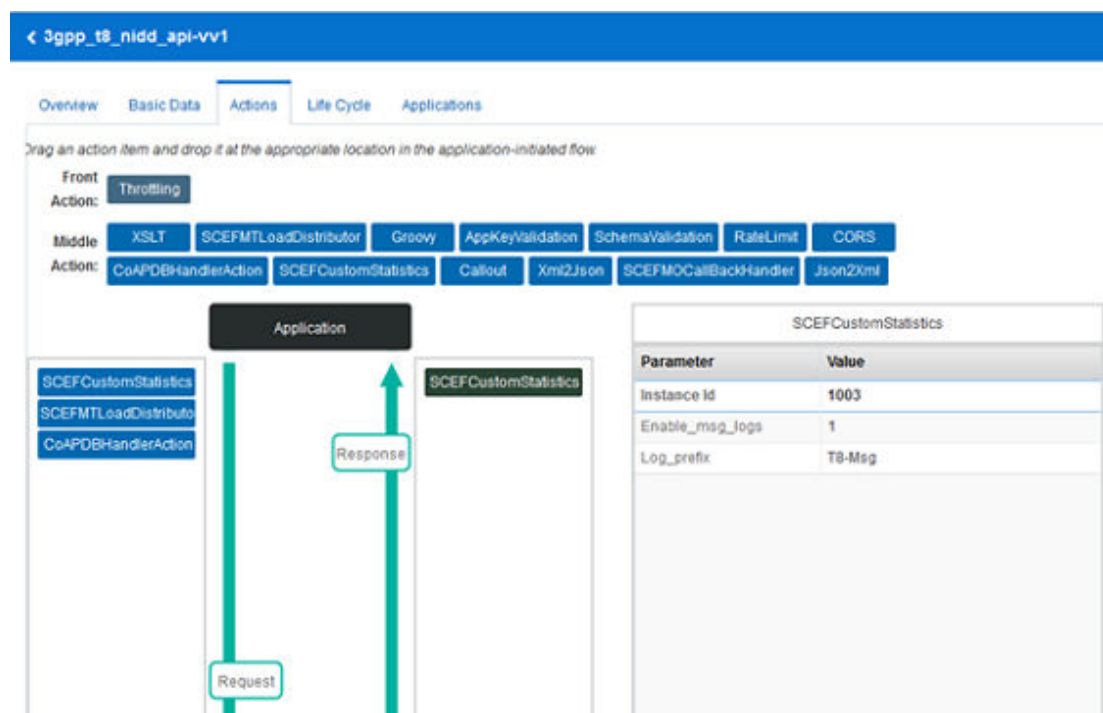 < 3gpp_t8_nidd_api-vv1
Overview Basic Data Actions Life Cycle Applications
Drag an action item and drop it at the appropriate location in the application-initiated flow.
Front Action: Throttling
Middle Action: XSLT SCEFMTLoadDistributor Groovy AppKeyValidation SchemaValidation RateLimit CORS
CoAPDBHandlerAction SCEFCustomStatistics Callout Xml2Json SCEFMOCallBackHandler Json2Xml
Application
SCEFCustomStatistics
SCEFMTLoadDistributo
CoAPDBHandlerAction
Request
Response
SCEFCustomStatistics
SCEFCustomStatistics
Parameter Value
Instance Id 1003
Enable_msg_logs 1
Log_prefix T8-Msg